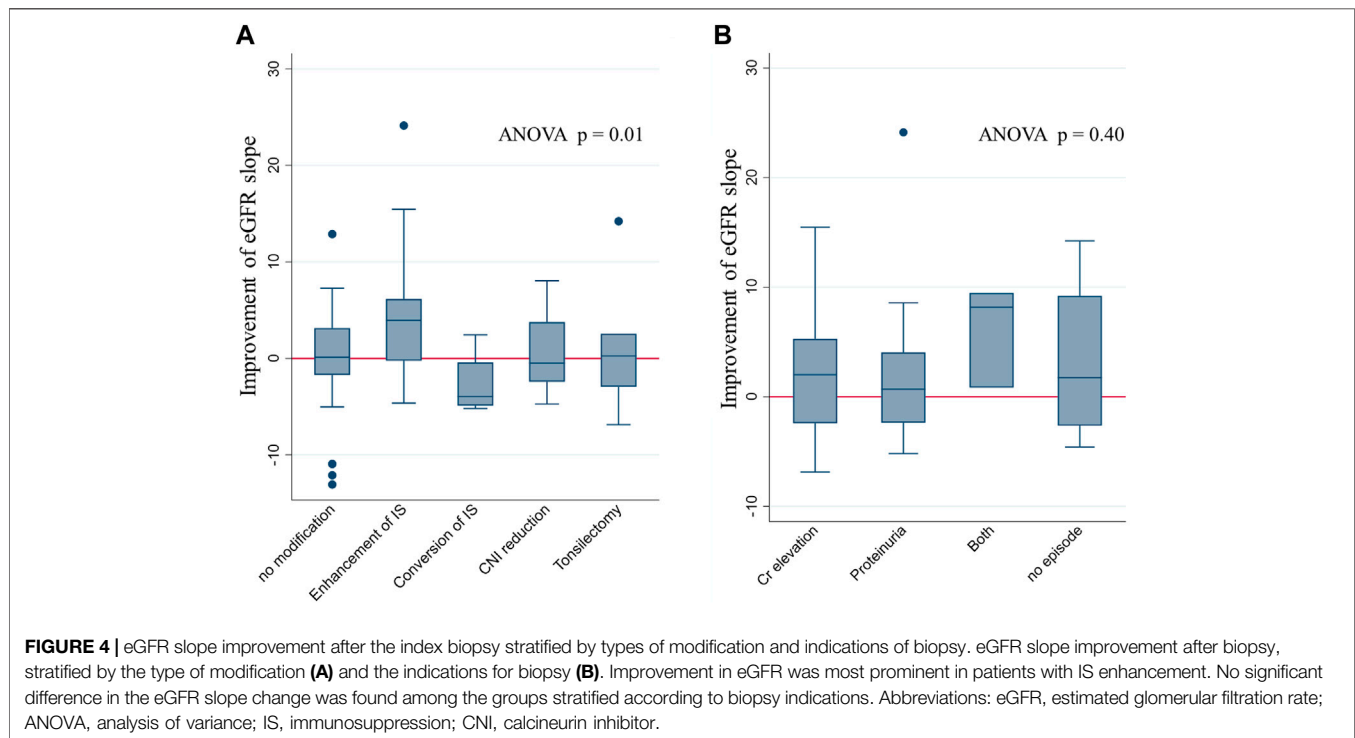 A
Improvement of eGFR slope
30
20
10
0
-10
ANOVA p = 0.01
no modification
Enhancement of IS
Conversion of IS
CNI reduction
Tonsilectomy
B
Improvement of eGFR slope
30
20
10
0
-10
ANOVA p = 0.40
Cr elevation
Proteinuria
Both
no episode
FIGURE 4 | eGFR slope improvement after the index biopsy stratified by types of modification and indications of biopsy. eGFR slope improvement after biopsy,
stratified by the type of modification (A) and the indications for biopsy (B). Improvement in eGFR was most prominent in patients with IS enhancement. No significant
difference in the eGFR slope change was found among the groups stratified according to biopsy indications. Abbreviations: eGFR, estimated glomerular filtration rate;
ANOVA, analysis of variance; IS, immunosuppression; CNI, calcineurin inhibitor.